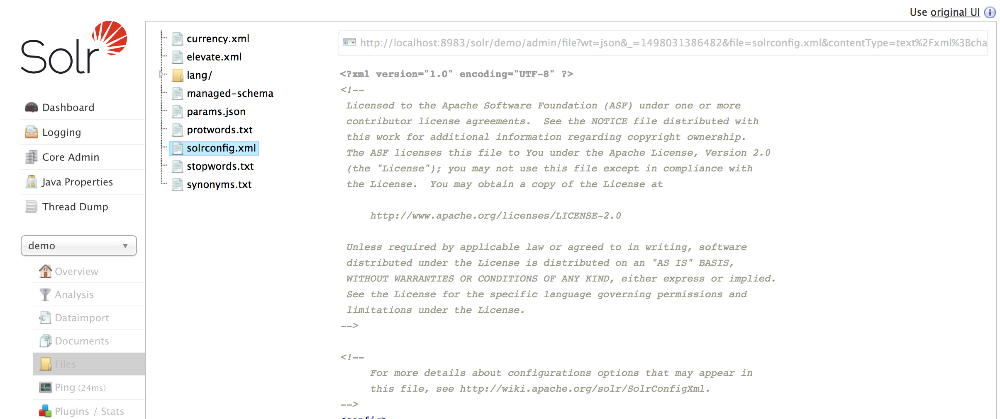 Use original UI
Solr
Dashboard
Logging
Core Admin
Java Properties
Thread Dump
demo
Overview
Analysis
Dataimport
Documents
Files
Ping (24ms)
Plugins / Stats
currency.xml
elevate.xml
lang/
managed-schema
params.json
protwords.txt
solrconfig.xml
stopwords.txt
synonyms.txt
http://localhost:8983/solr/demo/admin/file?wt=json&_=1498031386482&file=solrconfig.xml&contentType=text%2Fxml%3Bcha
<?xml version="1.0" encoding="UTF-8" ?>
<!--
Licensed to the Apache Software Foundation (ASF) under one or more
contributor license agreements.  See the NOTICE file distributed with
this work for additional information regarding copyright ownership.
The ASF licenses this file to You under the Apache License, Version 2.0
(the "License"); you may not use this file except in compliance with
the License.  You may obtain a copy of the License at
http://www.apache.org/licenses/LICENSE-2.0
Unless required by applicable law or agreed to in writing, software
distributed under the License is distributed on an "AS IS" BASIS,
WITHOUT WARRANTIES OR CONDITIONS OF ANY KIND, either express or implied.
See the License for the specific language governing permissions and
limitations under the License.
-->
<!--
For more details about configurations options that may appear in
this file, see http://wiki.apache.org/solr/SolrConfigXml.
-->
<config>